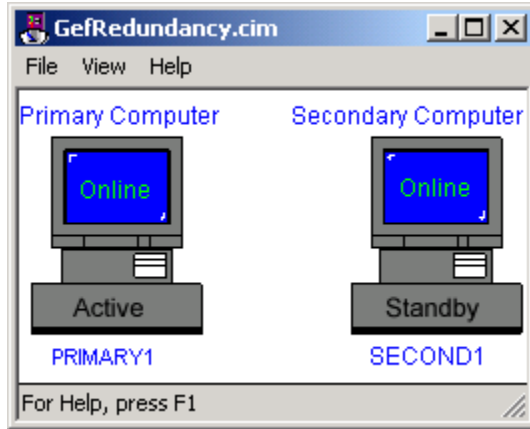 GefRedundancy.cim
File View Help
Primary Computer Secondary Computer
Online Online
Active Standby
PRIMARY1 SECOND1
For Help, press F1